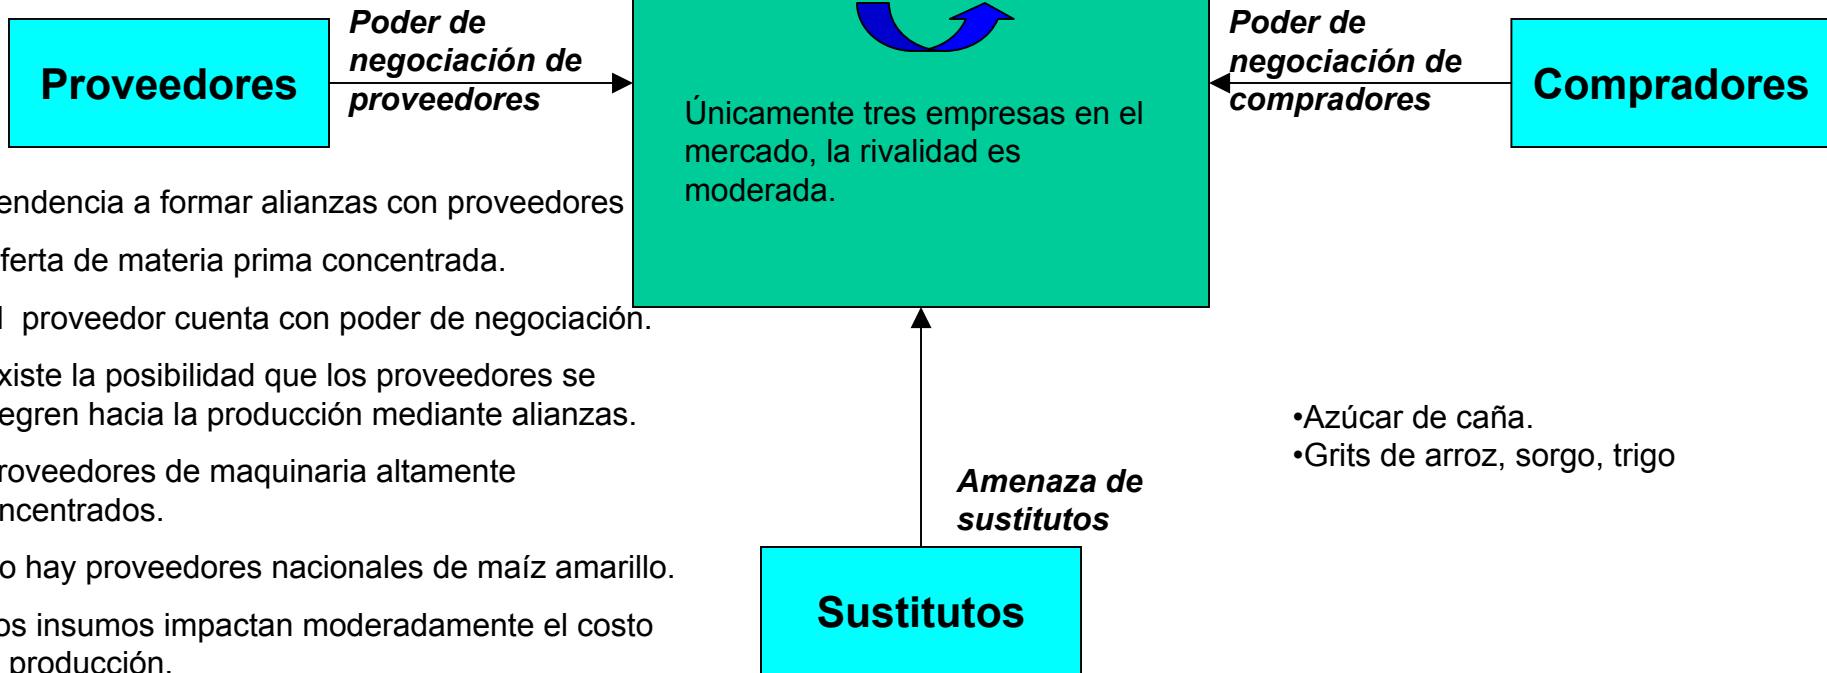 Proveedores
Poder de
negociación de
proveedores
Únicamente tres empresas en el
mercado, la rivalidad es
moderada.
Poder de
negociación de
compradores
Compradores
endencia a formar alianzas con proveedores
ferta de materia prima concentrada.
l proveedor cuenta con poder de negociación.
xiste la posibilidad que los proveedores se
egren hacia la producción mediante alianzas.
roveedores de maquinaria altamente
ncentrados.
o hay proveedores nacionales de maíz amarillo.
os insumos impactan moderadamente el costo
producción.
•Azúcar de caña.
•Grits de arroz, sorgo, trigo
Amenaza de
sustitutos
Sustitutos